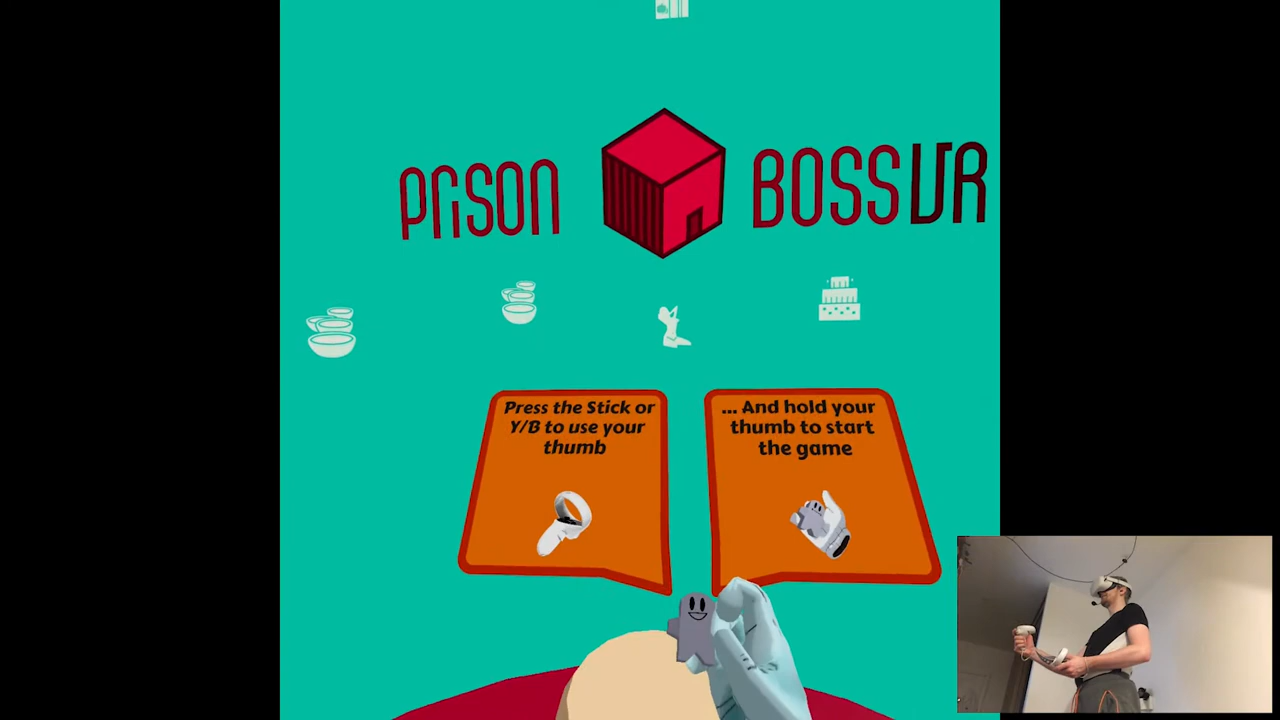 PRISON BOSS VR
Press the Stick or
Y/B to use your
thumb
... And hold your
thumb to start
the game